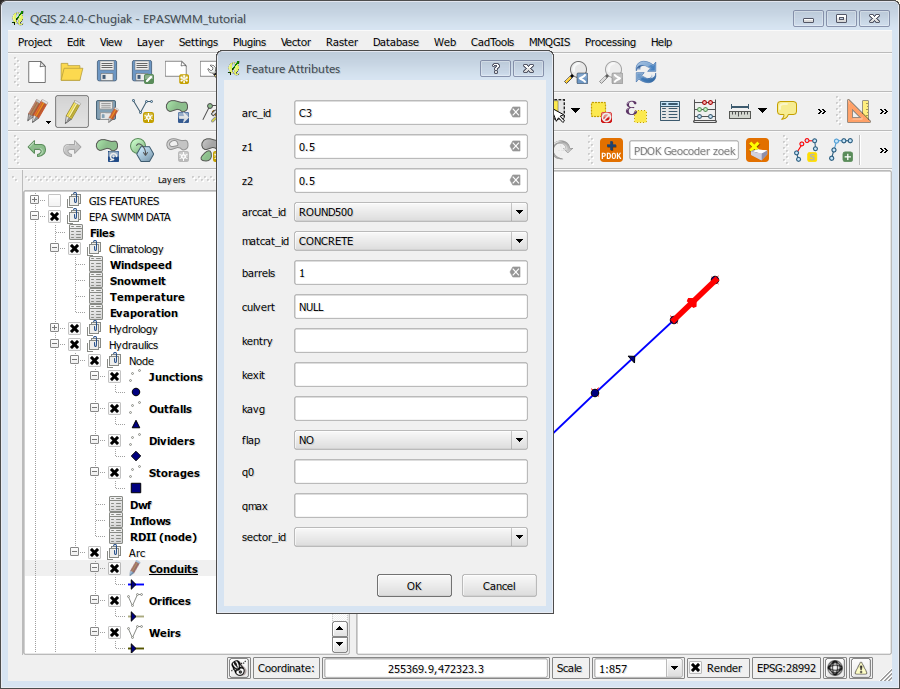 QGIS 2.4.0-Chugiak - EPASWMM_tutorial
Project Edit View Layer Settings Plugins Vector Raster Database Web CadTools MMQGIS Processing Help
Feature Attributes
arc_id C3
z1 0.5
z2 0.5
arccat_id ROUND500
matcat_id CONCRETE
barrels 1
culvert NULL
kentry
kexit
kavg
flap NO
q0
qmax
sector_id
OK Cancel
PDOK PDOK Geocoder zoek
Layers
GIS FEATURES
EPA SWMM DATA
Files
Climatology
Windspeed
Snowmelt
Temperature
Evaporation
Hydrology
Hydraulics
Node
Junctions
Outfalls
Dividers
Storages
Dwf
Inflows
RDII (node)
Arc
Conduits
Orifices
Weirs
Coordinate: 255369.9,472323.3 Scale 1:857 Render EPSG:28992